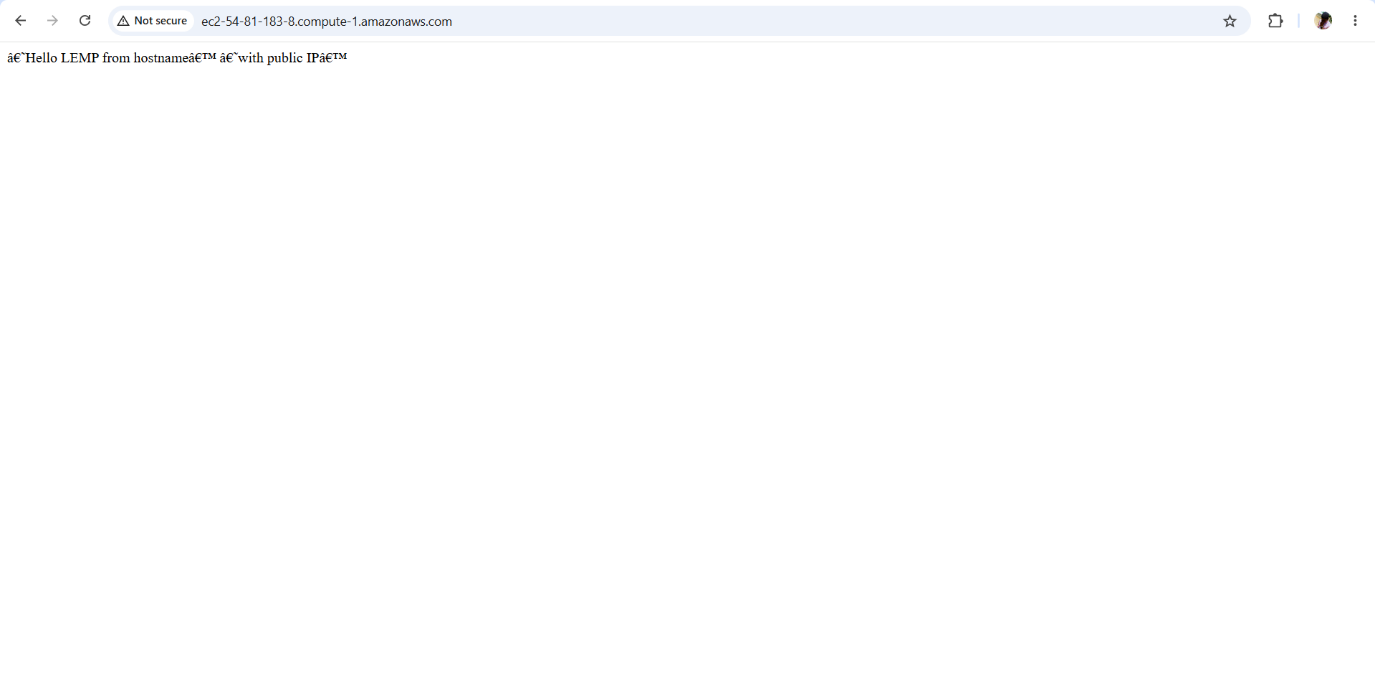 Not secure
ec2-54-81-183-8.compute-1.amazonaws.com
â€˜Hello LEMP from hostnameâ€™ â€˜with public IPâ€™